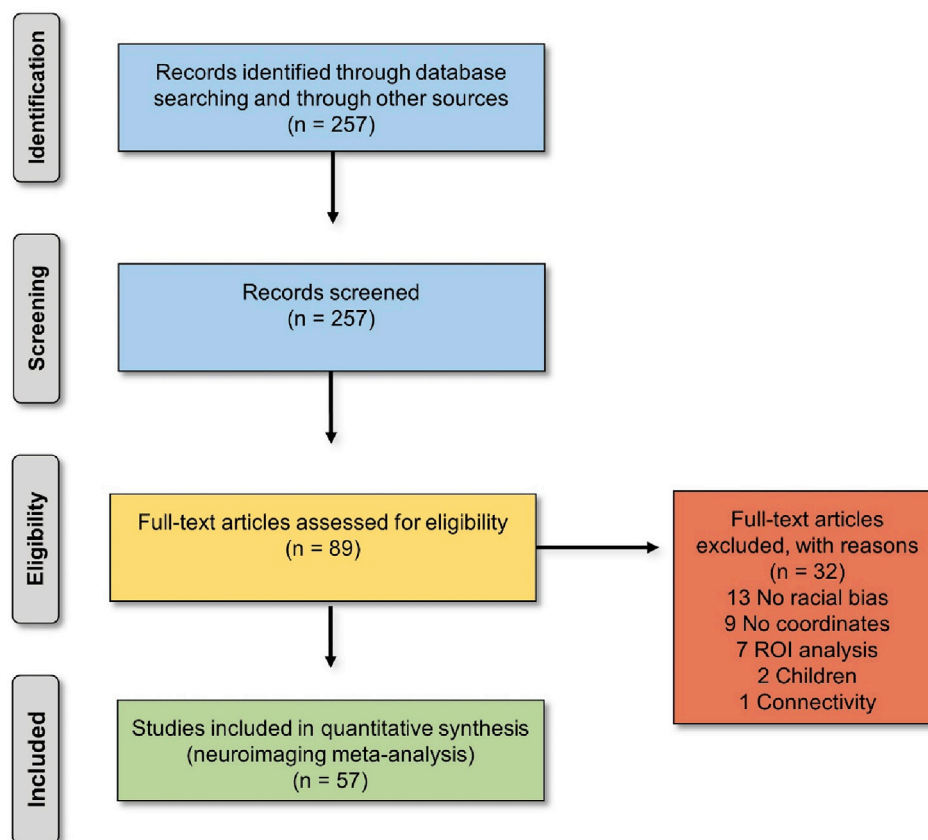 Identification
Records identified through database
searching and through other sources
(n = 257)
Screening
Records screened
(n = 257)
Eligibility
Full-text articles assessed for eligibility
(n = 89)
Full-text articles
excluded, with reasons
(n = 32)
13 No racial bias
9 No coordinates
7 ROI analysis
2 Children
1 Connectivity
Included
Studies included in quantitative synthesis
(neuroimaging meta-analysis)
(n = 57)